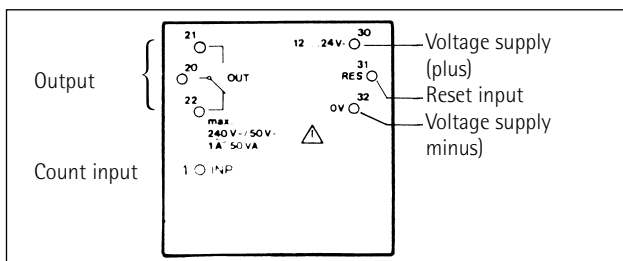 Output
Count input
21
20
OUT
22
max.
240 V~/50 V-
1 A 50 VA
1 INP
30
12 ... 24V-
31
RES
32
0V
Voltage supply
(plus)
Reset input
Voltage supply
minus)